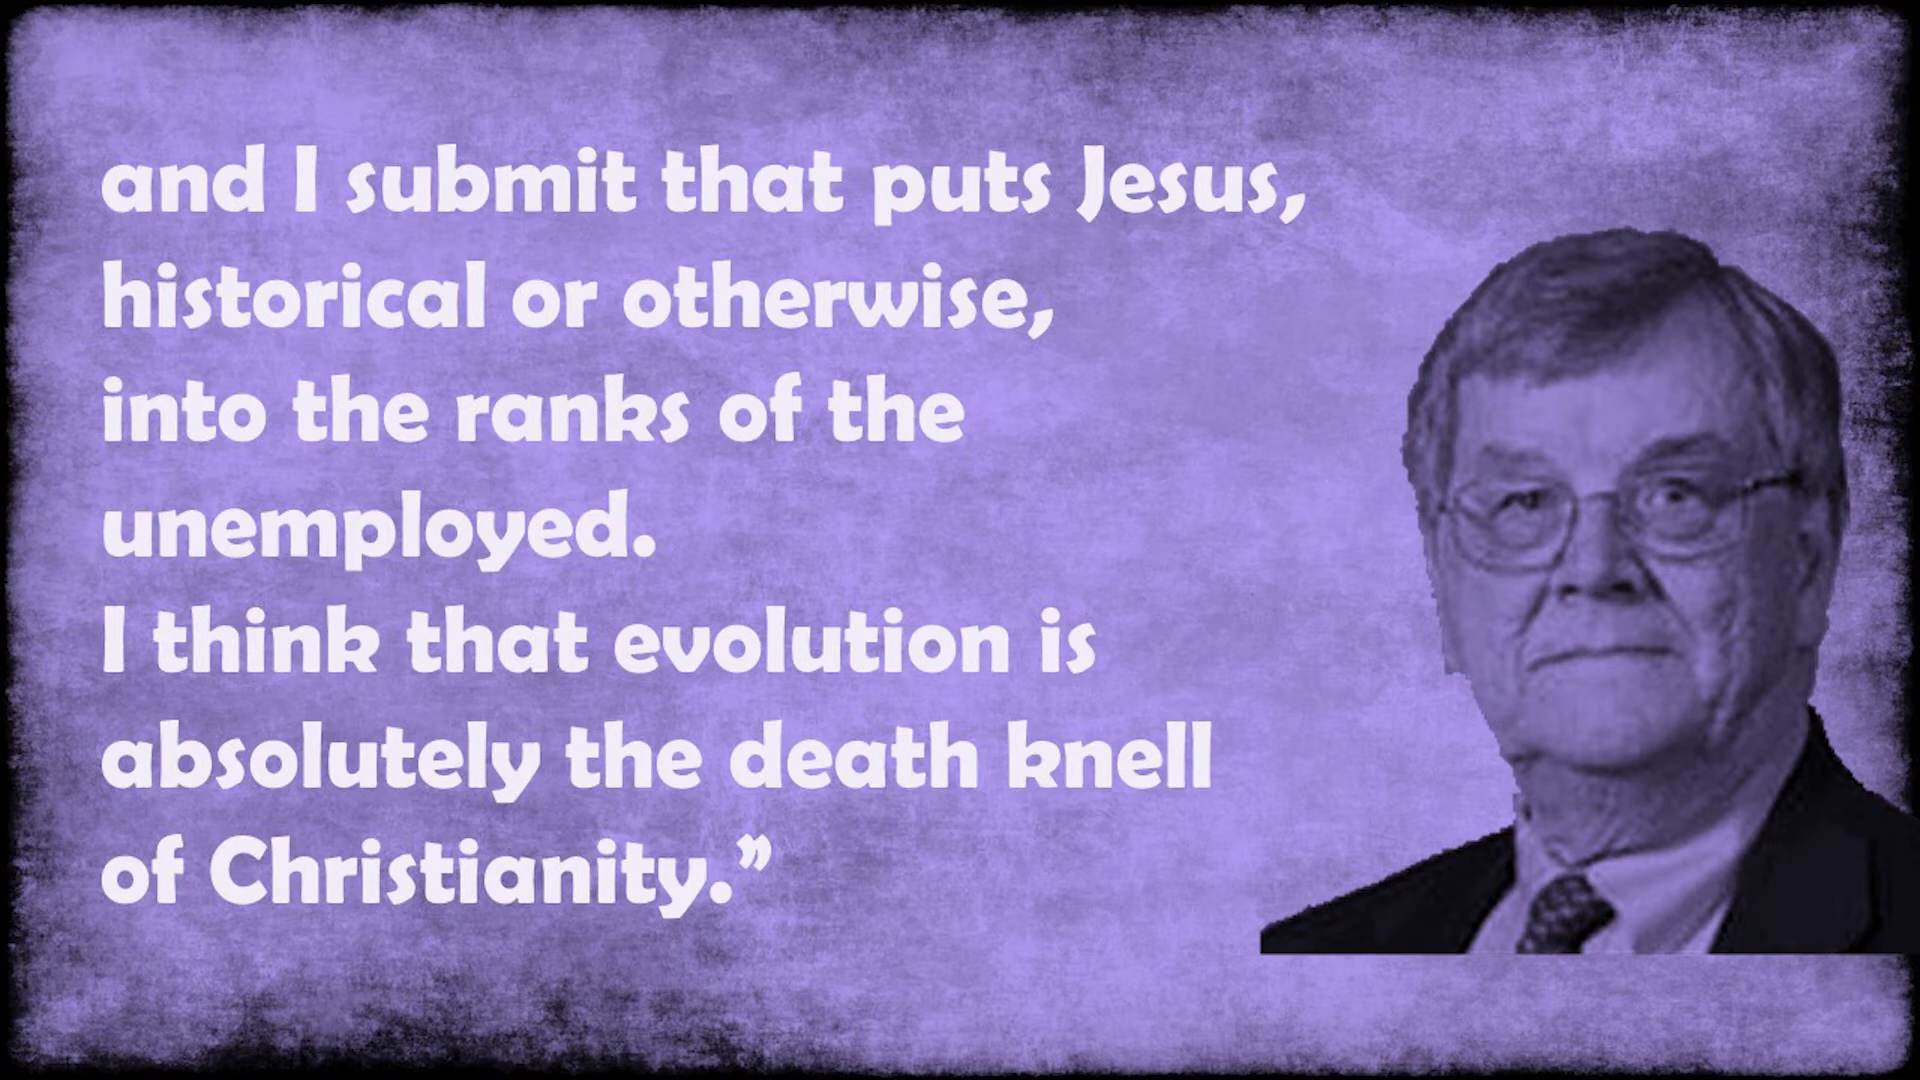 and I submit that puts Jesus,
historical or otherwise,
into the ranks of the
unemployed.
I think that evolution is
absolutely the death knell
of Christianity.”